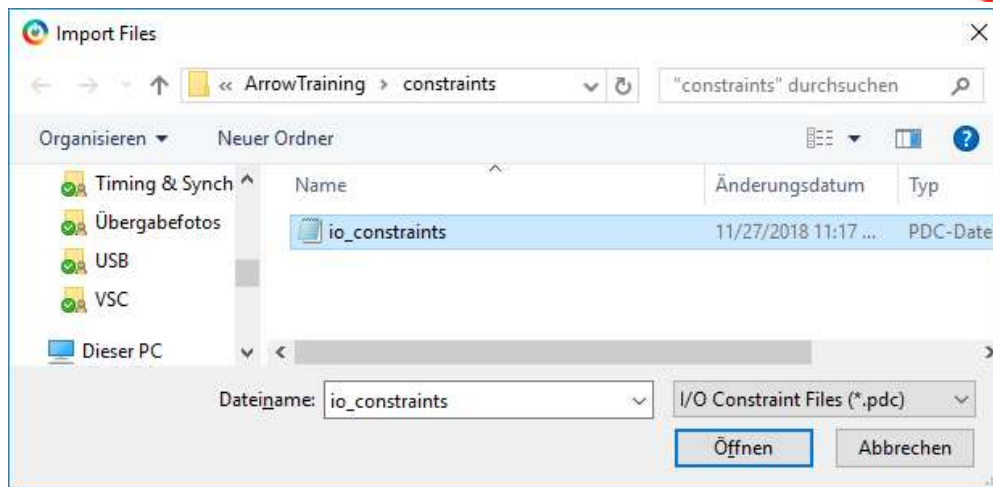 Import Files
« ArrowTraining > constraints
"constraints" durchsuchen
Organisieren
Neuer Ordner
Name
Änderungsdatum
Typ
Timing & Synch
Übergabefotos
USB
VSC
Dieser PC
io_constraints
11/27/2018 11:17 ...
PDC-Date
Dateiname:
io_constraints
I/O Constraint Files (*.pdc)
Öffnen
Abbrechen